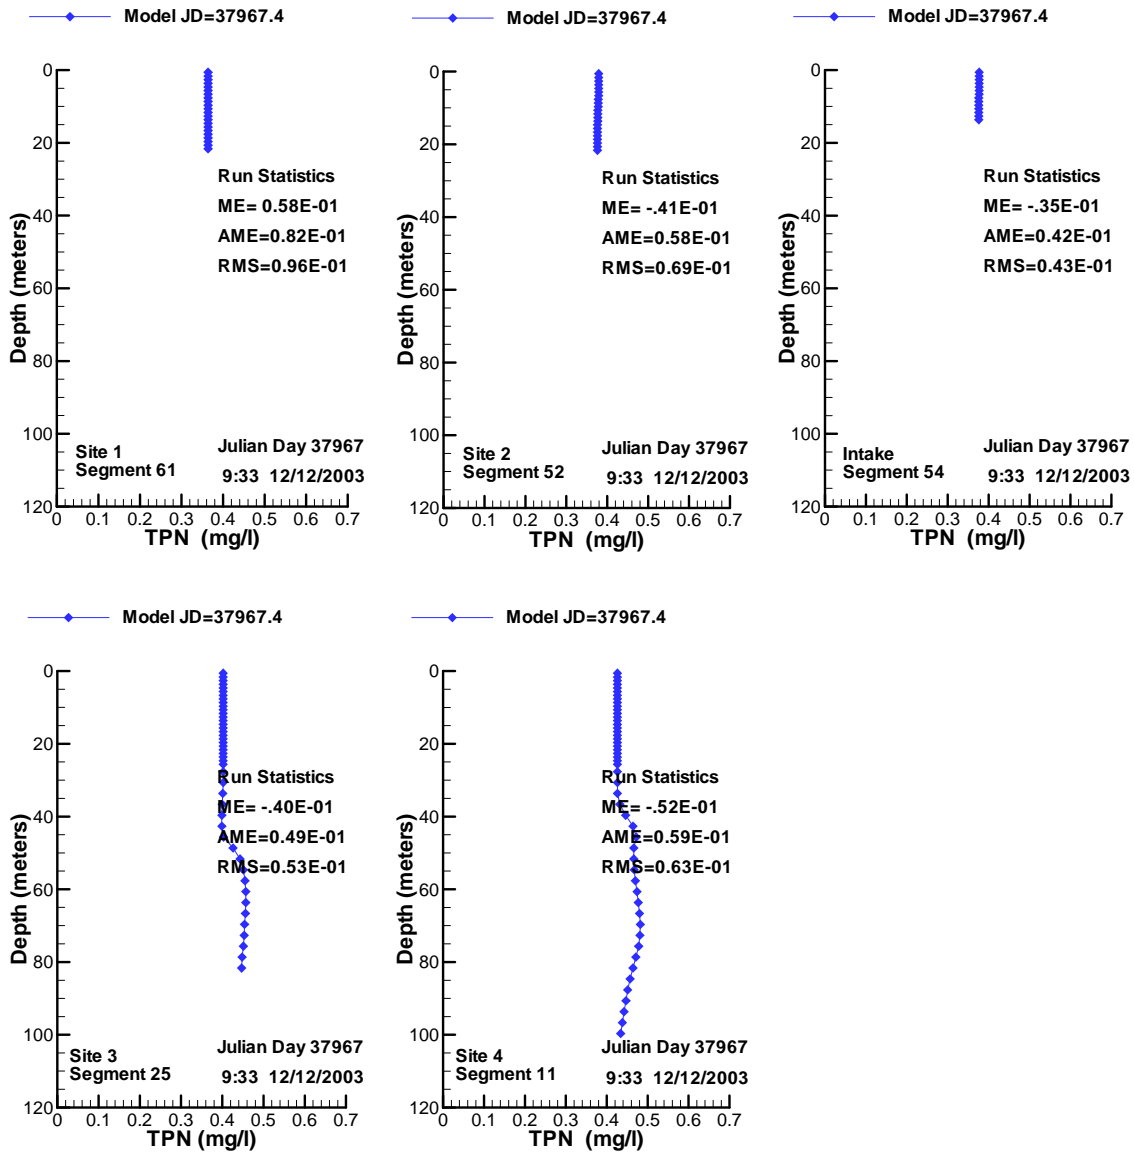 Model JD=37967.4
0
20
40
60
80
100
120
Depth (meters)
Run Statistics
ME= 0.58E-01
AME=0.82E-01
RMS=0.96E-01
Site 1
Segment 61
Julian Day 37967
9:33 12/12/2003
0 0.1 0.2 0.3 0.4 0.5 0.6 0.7
TPN (mg/l)
Model JD=37967.4
0
20
40
60
80
100
120
Depth (meters)
Run Statistics
ME= -.41E-01
AME=0.58E-01
RMS=0.69E-01
Site 2
Segment 52
Julian Day 37967
9:33 12/12/2003
0 0.1 0.2 0.3 0.4 0.5 0.6 0.7
TPN (mg/l)
Model JD=37967.4
0
20
40
60
80
100
120
Depth (meters)
Run Statistics
ME= -.35E-01
AME=0.42E-01
RMS=0.43E-01
Intake
Segment 54
Julian Day 37967
9:33 12/12/2003
0 0.1 0.2 0.3 0.4 0.5 0.6 0.7
TPN (mg/l)
Model JD=37967.4
0
20
40
60
80
100
120
Depth (meters)
Run Statistics
ME= -.40E-01
AME=0.49E-01
RMS=0.53E-01
Site 3
Segment 25
Julian Day 37967
9:33 12/12/2003
0 0.1 0.2 0.3 0.4 0.5 0.6 0.7
TPN (mg/l)
Model JD=37967.4
0
20
40
60
80
100
120
Depth (meters)
Run Statistics
ME= -.52E-01
AME=0.59E-01
RMS=0.63E-01
Site 4
Segment 11
Julian Day 37967
9:33 12/12/2003
0 0.1 0.2 0.3 0.4 0.5 0.6 0.7
TPN (mg/l)